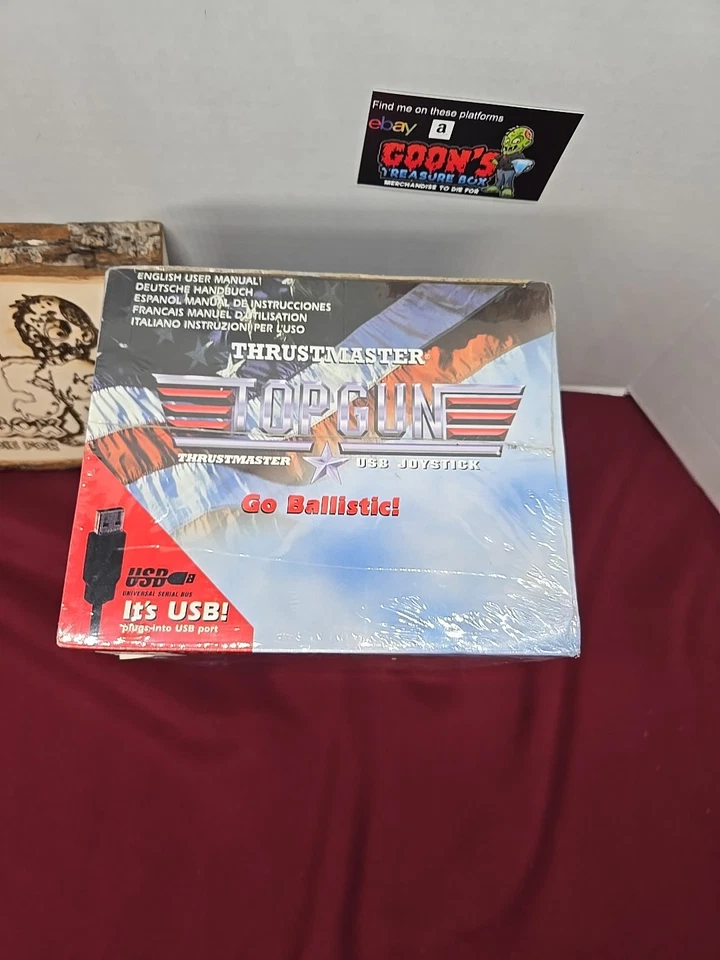 Find me on these platforms
ebay a
GOON'S
TREASURE BOX
MERCHANDISE TO DIE FOR
ENGLISH USER MANUAL
DEUTSCHE HANDBUCH
ESPANOL MANUAL DE INSTRUCCIONES
FRANCAIS MANUEL D'UTILISATION
ITALIANO INSTRUZIONI PER L'USO
THRUSTMASTER®
TOP GUN™
THRUSTMASTER USB JOYSTICK
Go Ballistic!
USB
UNIVERSAL SERIAL BUS
It's USB!
plugs into USB port